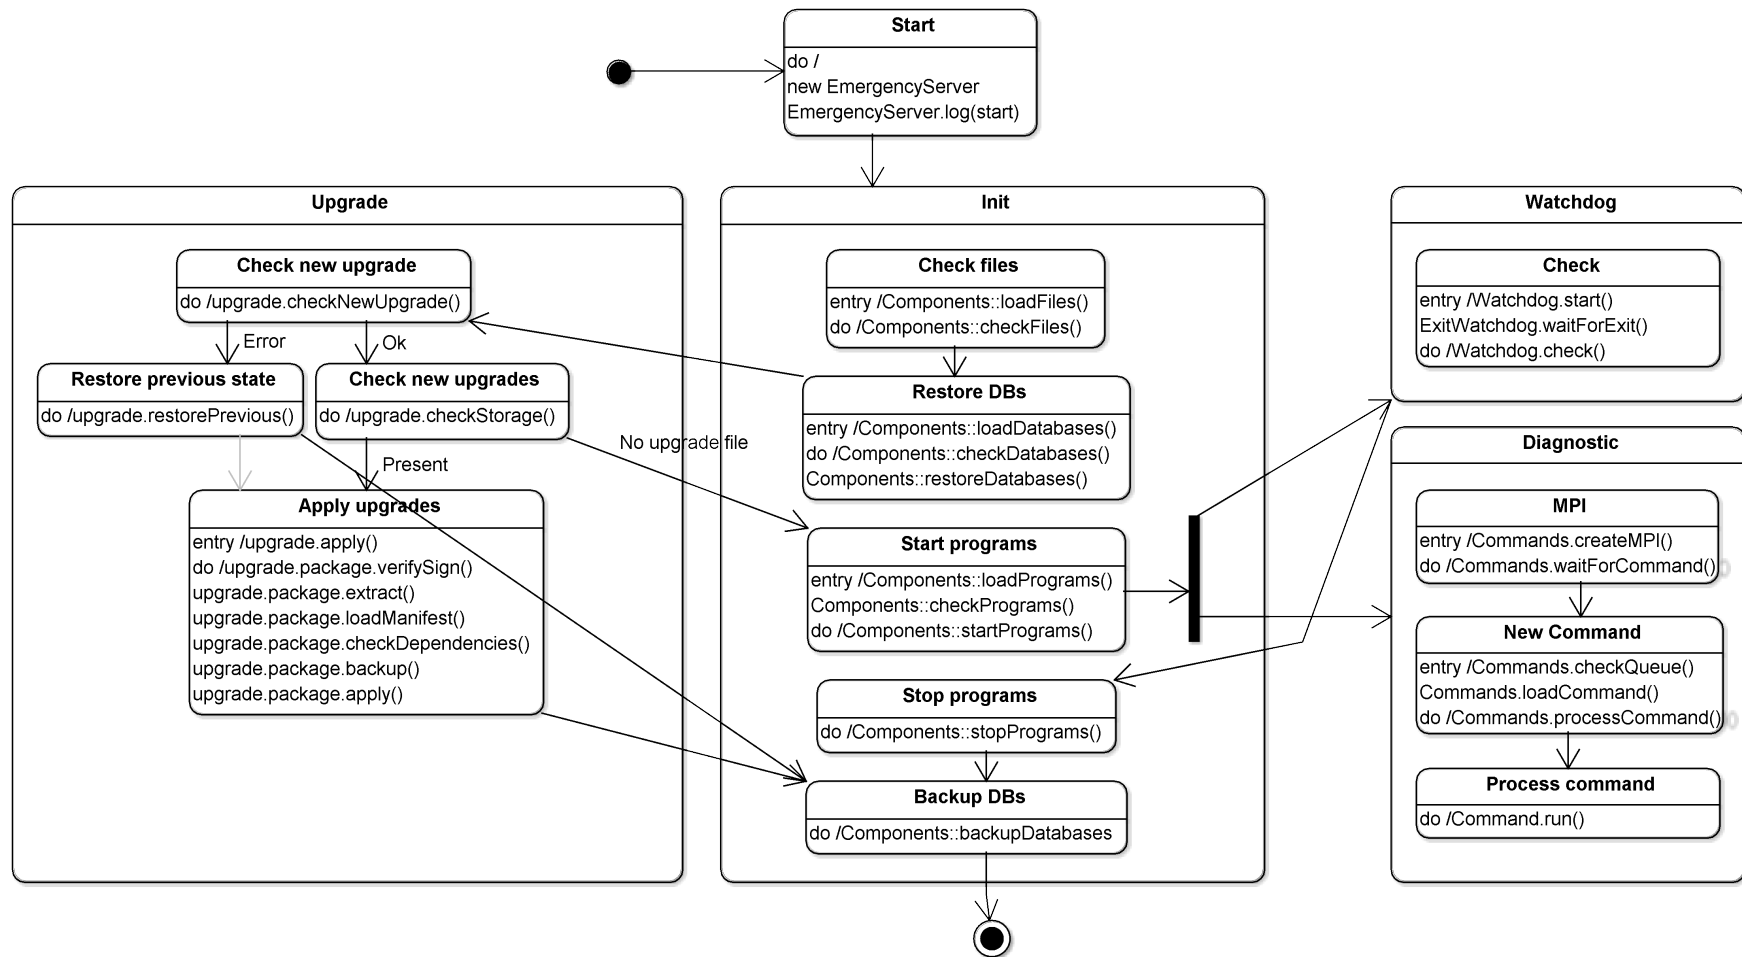 Start
do /
new EmergencyServer
EmergencyServer.log(start)
Upgrade
Check new upgrade
do /upgrade.checkNewUpgrade()
Error
Ok
Restore previous state
do /upgrade.restorePrevious()
Check new upgrades
do /upgrade.checkStorage()
No upgrade file
Present
Apply upgrades
entry /upgrade.apply()
do /upgrade.package.verifySign()
upgrade.package.extract()
upgrade.package.loadManifest()
upgrade.package.checkDependencies()
upgrade.package.backup()
upgrade.package.apply()
Init
Check files
entry /Components::loadFiles()
do /Components::checkFiles()
Restore DBs
entry /Components::loadDatabases()
do /Components::checkDatabases()
Components::restoreDatabases()
Start programs
entry /Components::loadPrograms()
Components::checkPrograms()
do /Components::startPrograms()
Stop programs
do /Components::stopPrograms()
Backup DBs
do /Components::backupDatabases
Watchdog
Check
entry /Watchdog.start()
ExitWatchdog.waitForExit()
do /Watchdog.check()
Diagnostic
MPI
entry /Commands.createMPI()
do /Commands.waitForCommand()
New Command
entry /Commands.checkQueue()
Commands.loadCommand()
do /Commands.processCommand()
Process command
do /Command.run()